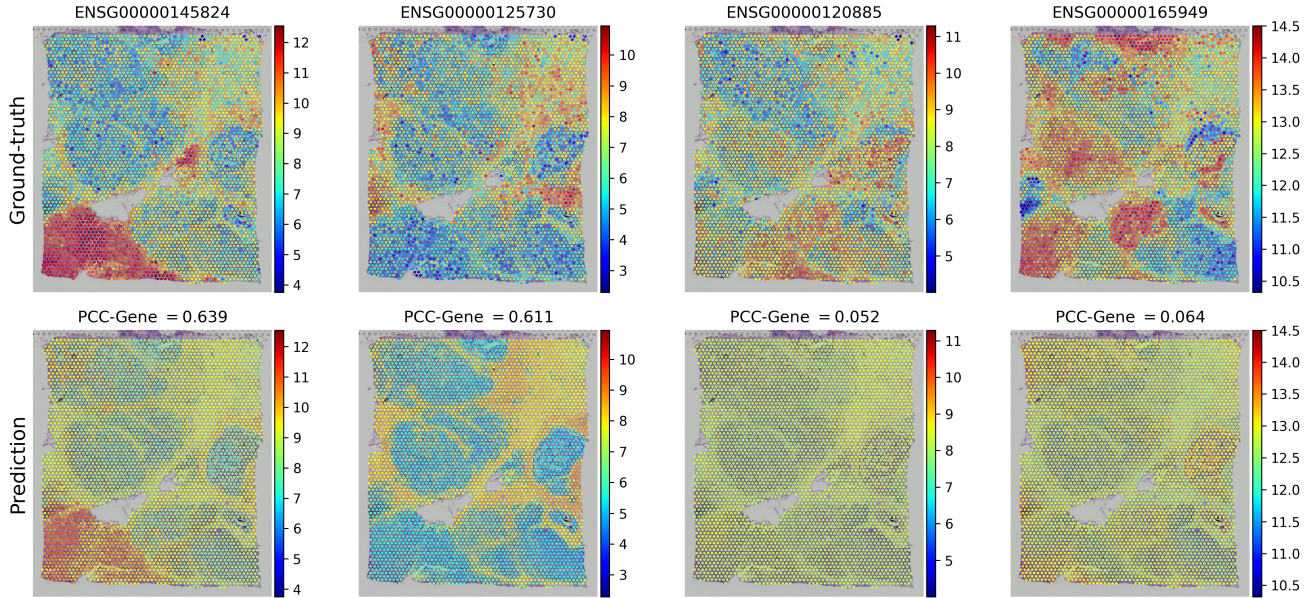 ENSG00000145824 ENSG00000125730 ENSG00000120885 ENSG00000165949
Ground-truth
12 11 10 9 8 7 6 5 4
10 9 8 7 6 5 4 3
11 10 9 8 7 6 5
14.5 14.0 13.5 13.0 12.5 12.0 11.5 11.0 10.5
PCC-Gene =0.639 PCC-Gene =0.611 PCC-Gene =0.052 PCC-Gene =0.064
Prediction
12 11 10 9 8 7 6 5 4
10 9 8 7 6 5 4 3
11 10 9 8 7 6 5
14.5 14.0 13.5 13.0 12.5 12.0 11.5 11.0 10.5